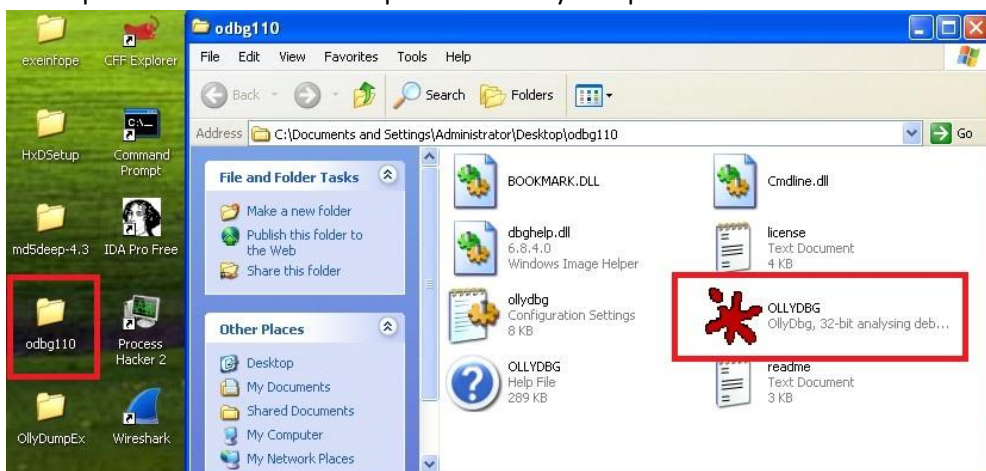 exeinfope
CFF Explorer
HxDSetup
C:\_
Command
Prompt
md5deep-4.3
IDA Pro Free
odbg110
Process
Hacker 2
OllyDumpEx
Wireshark
odbg110
File Edit View Favorites Tools Help
Back Search Folders
Address C:\Documents and Settings\Administrator\Desktop\odbg110 Go
File and Folder Tasks
Make a new folder
Publish this folder to
the Web
Share this folder
Other Places
Desktop
My Documents
Shared Documents
My Computer
My Network Places
BOOKMARK.DLL
Cmdline.dll
dbghelp.dll
6.8.4.0
Windows Image Helper
license
Text Document
4 KB
ollydbg
Configuration Settings
8 KB
OLLYDBG
OllyDbg, 32-bit analysing deb...
OLLYDBG
Help File
289 KB
readme
Text Document
3 KB